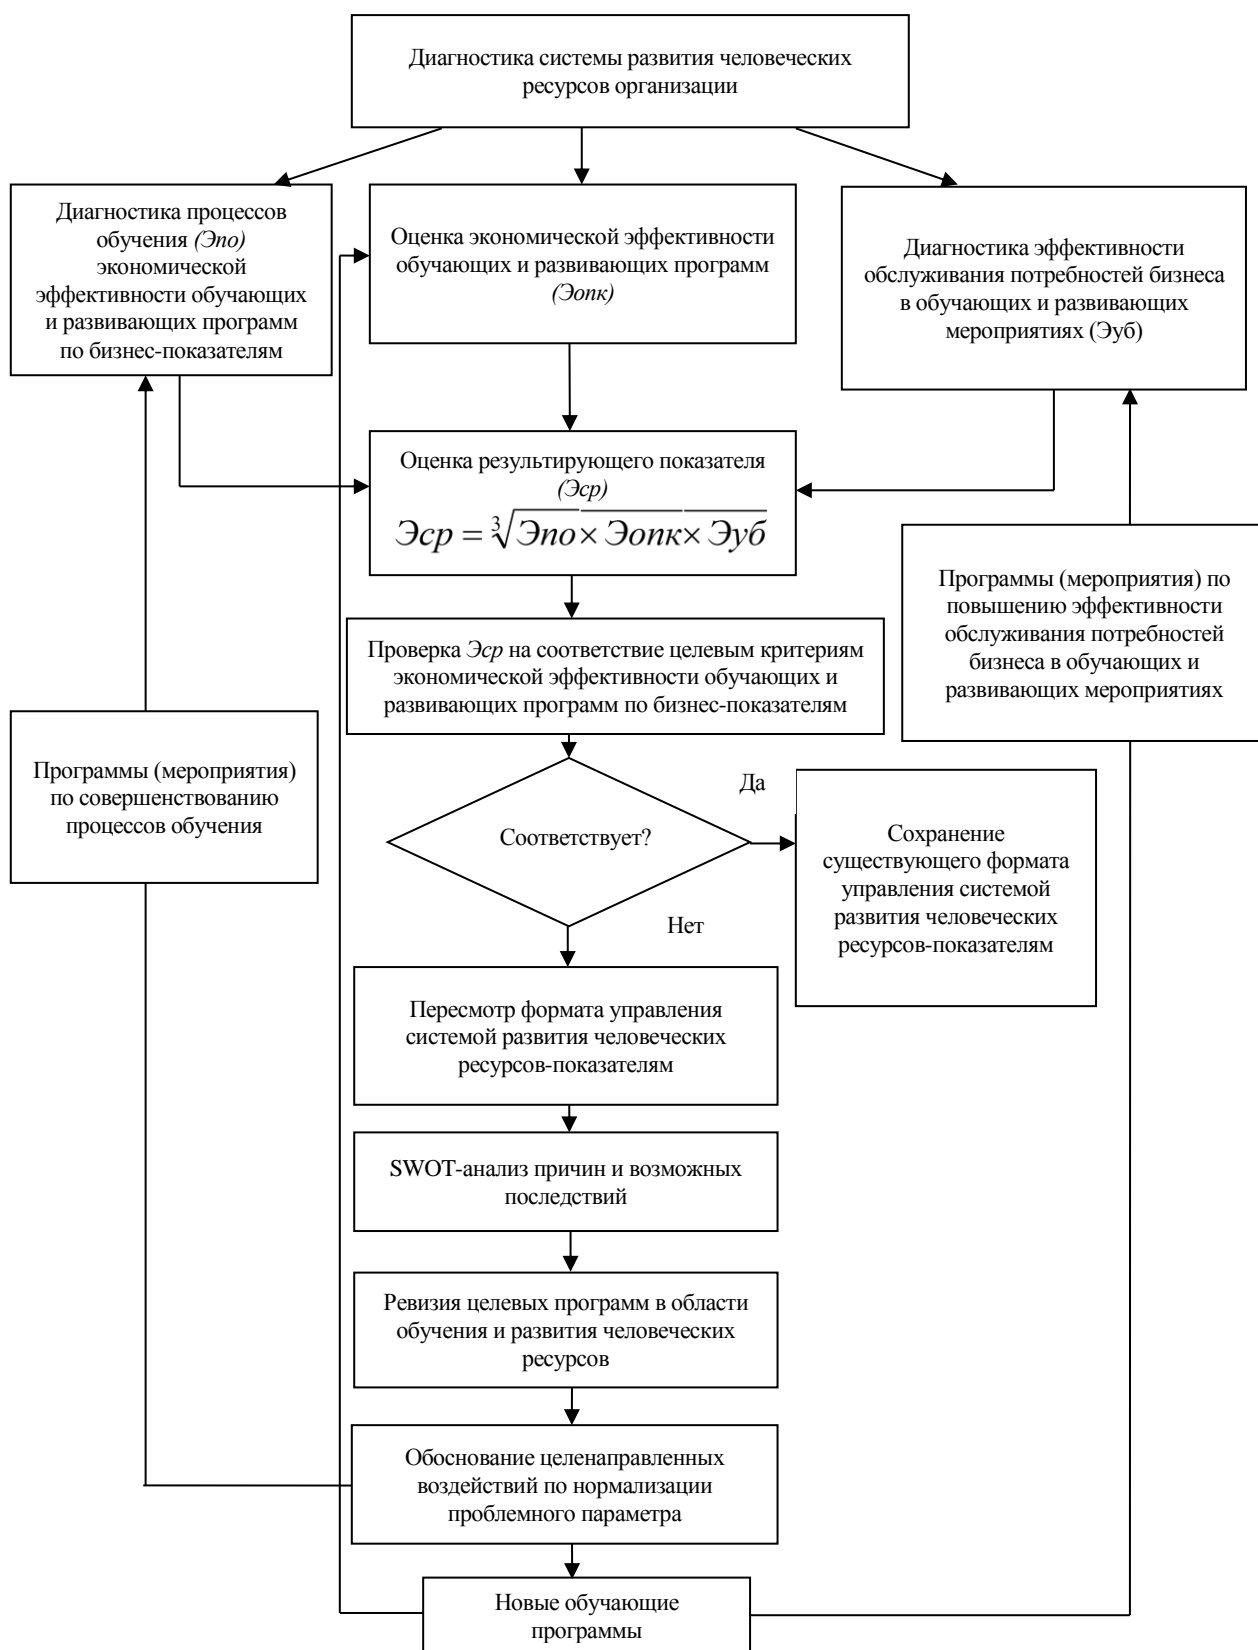 Диагностика системы развития человеческих
ресурсов организации
Диагностика процессов
обучения (Эпо)
экономической
эффективности обучающих
и развивающих программ
по бизнес-показателям
Оценка экономической эффективности
обучающих и развивающих программ
(Эопк)
Диагностика эффективности
обслуживания потребностей бизнеса
в обучающих и развивающих
мероприятиях (Эуб)
Оценка результирующего показателя
(Эср)
Эср = ∛Эпо × Эопк × Эуб
Программы (мероприятия) по
повышению эффективности
обслуживания потребностей
бизнеса в обучающих и
развивающих мероприятиях
Проверка Эср на соответствие целевым критериям
экономической эффективности обучающих и
развивающих программ по бизнес-показателям
Программы (мероприятия)
по совершенствованию
процессов обучения
Соответствует?
Да
Сохранение
существующего формата
управления системой
развития человеческих
ресурсов-показателям
Нет
Пересмотр формата управления
системой развития человеческих
ресурсов-показателям
SWOT-анализ причин и возможных
последствий
Ревизия целевых программ в области
обучения и развития человеческих
ресурсов
Обоснование целенаправленных
воздействий по нормализации
проблемного параметра
Новые обучающие
программы